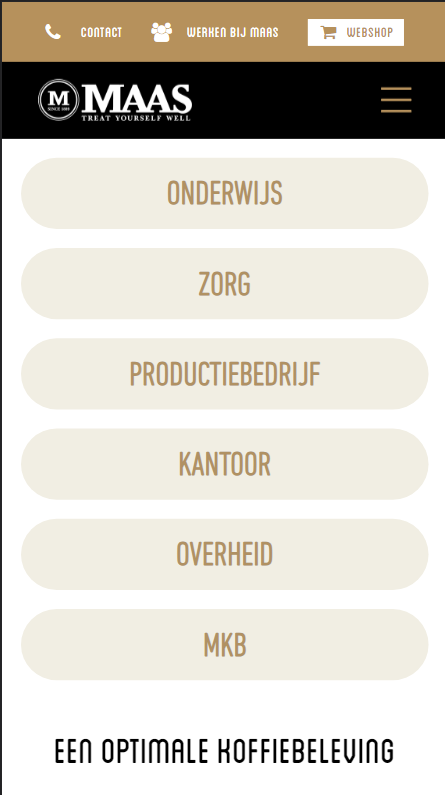 CONTACT WERKEN BIJ MAAS WEBSHOP
M MAAS
SINCE 1891
TREAT YOURSELF WELL
ONDERWIJS
ZORG
PRODUCTIEBEDRIJF
KANTOOR
OVERHEID
MKB
EEN OPTIMALE KOFFIEBELEVING